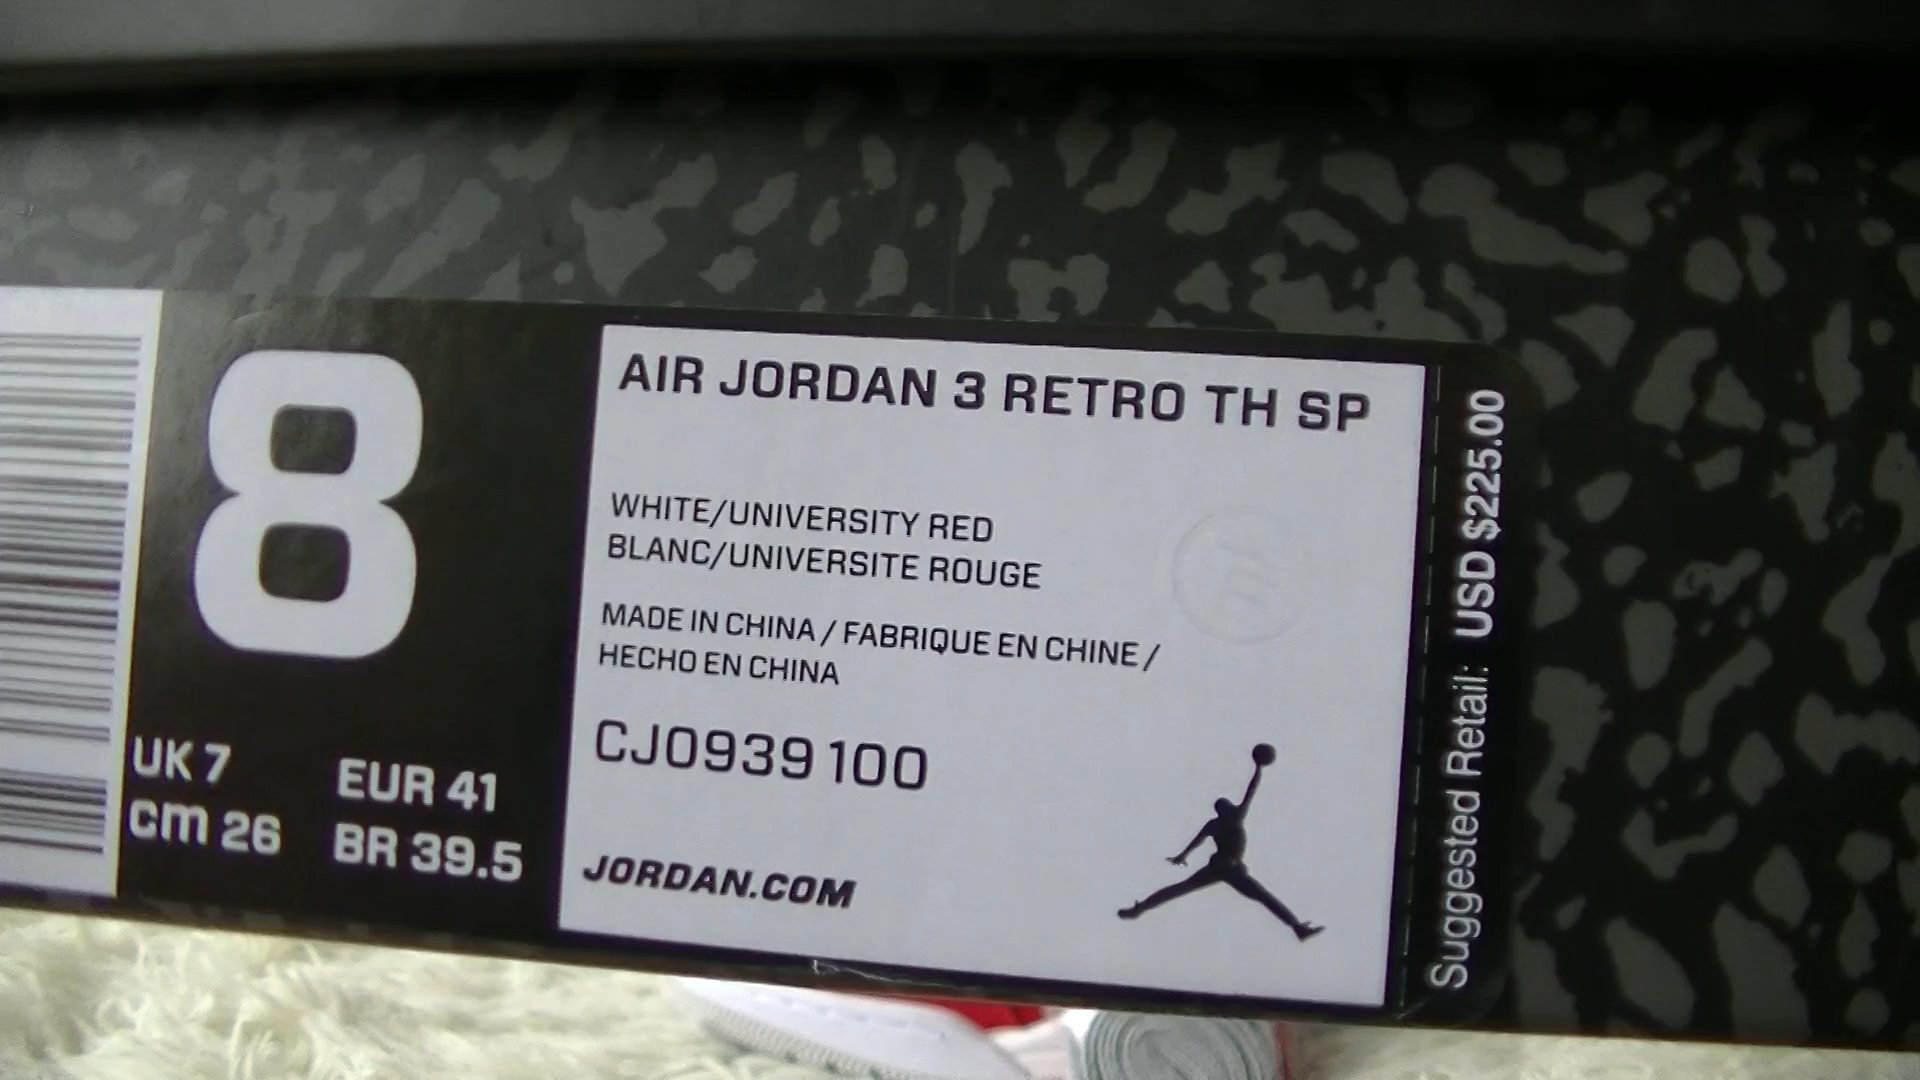 8
UK 7 EUR 41
cm 26 BR 39.5
AIR JORDAN 3 RETRO TH SP
WHITE/UNIVERSITY RED
BLANC/UNIVERSITE ROUGE
MADE IN CHINA / FABRIQUE EN CHINE /
HECHO EN CHINA
CJ0939 100
JORDAN.COM
Suggested Retail: USD $225.00